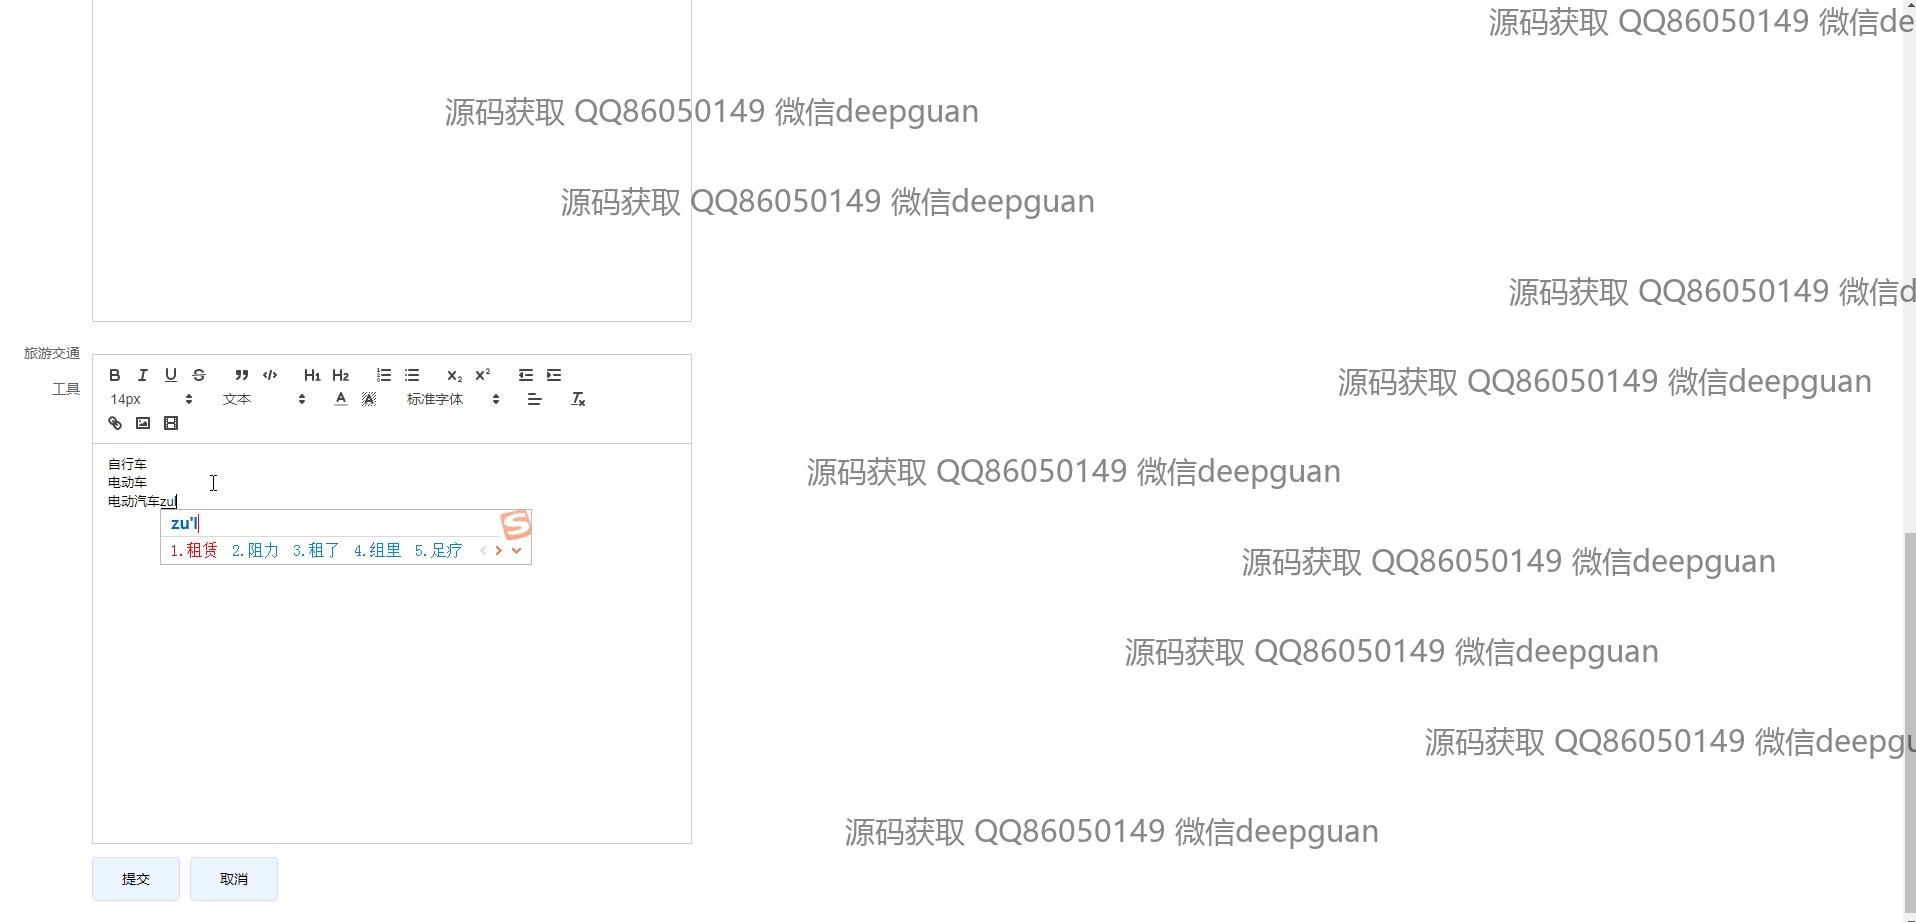 源码获取 QQ86050149 微信de
源码获取 QQ86050149 微信deepguan
源码获取 QQ86050149 微信deepguan
源码获取 QQ86050149 微信d
旅游交通
工具
B I U S H1 H2 X₂ X²
14px 文本 A A 标准字体 Tx
源码获取 QQ86050149 微信deepguan
自行车
电动车
电动汽车zul
源码获取 QQ86050149 微信deepguan
zu'l
1.租赁 2.阻力 3.租了 4.组里 5.足疗
源码获取 QQ86050149 微信deepguan
源码获取 QQ86050149 微信deepguan
源码获取 QQ86050149 微信deepgu
源码获取 QQ86050149 微信deepguan
提交 取消